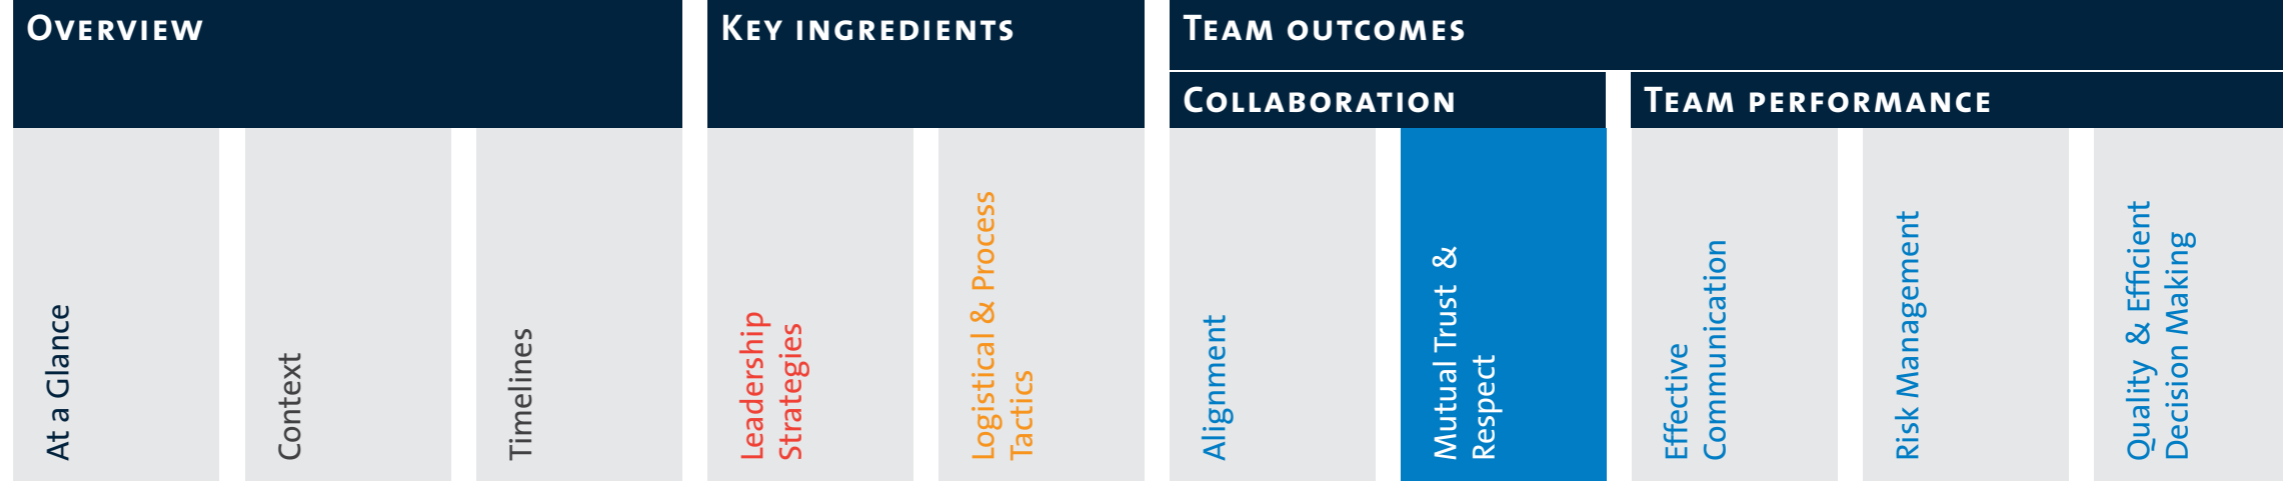 Overview
Key ingredients
Team outcomes
Collaboration
Team performance
At a Glance
Context
Timelines
Leadership
Strategies
Logistical & Process
Tactics
Alignment
Mutual Trust &
Respect
Effective
Communication
Risk Management
Quality & Efficient
Decision Making